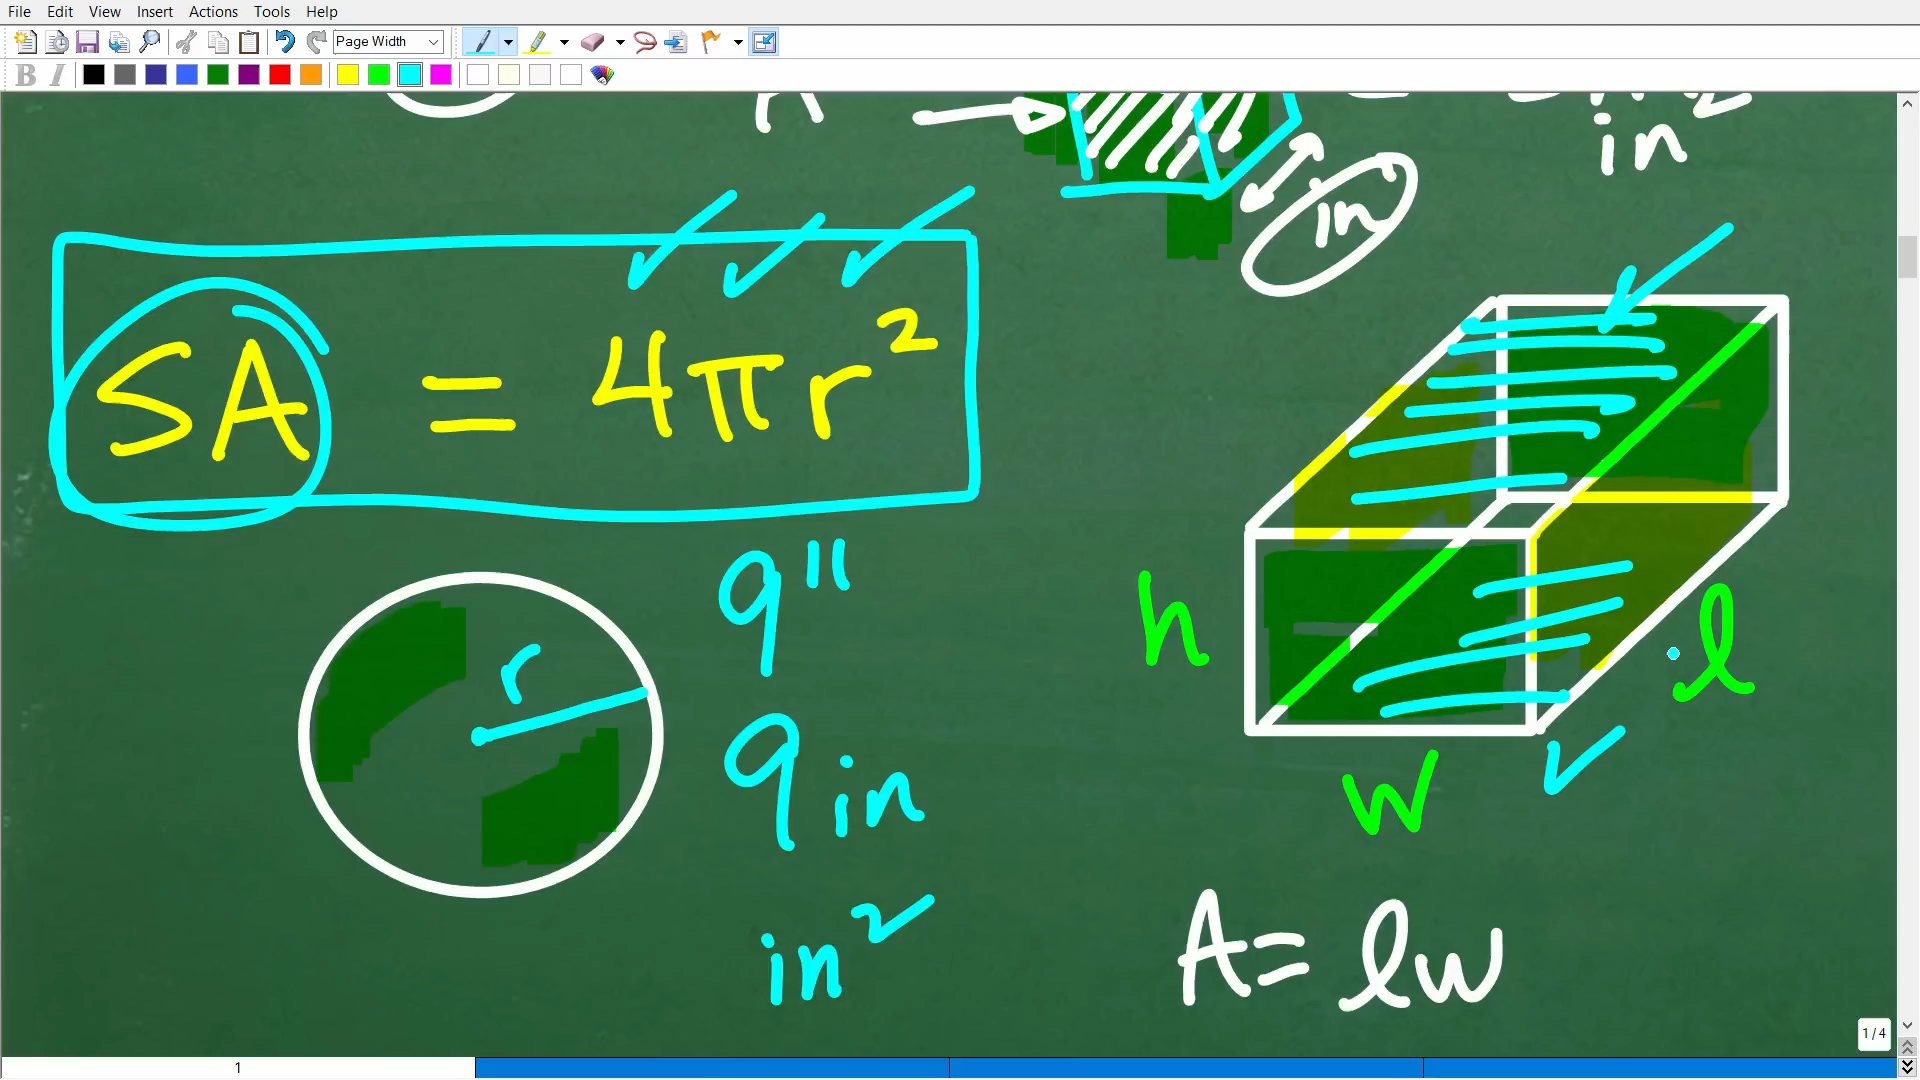 File Edit View Insert Actions Tools Help
Page Width
B I
A
in²
in
in
SA = 4πr²
9"
r
h
l
9 in
w
in²
A = lw
1 / 4
1